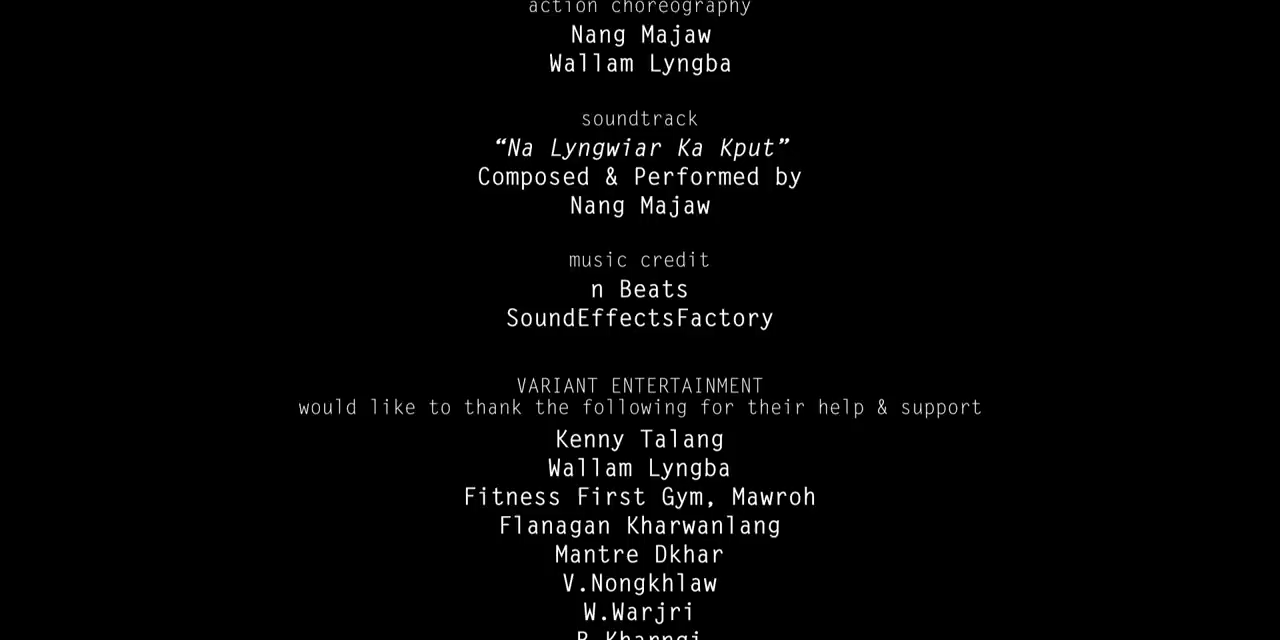 action choreography
Nang Majaw
Wallam Lyngba
soundtrack
“Na Lyngwiar Ka Kput”
Composed & Performed by
Nang Majaw
music credit
n Beats
SoundEffectsFactory
VARIANT ENTERTAINMENT
would like to thank the following for their help & support
Kenny Talang
Wallam Lyngba
Fitness First Gym, Mawroh
Flanagan Kharwanlang
Mantre Dkhar
V.Nongkhlaw
W.Warjri